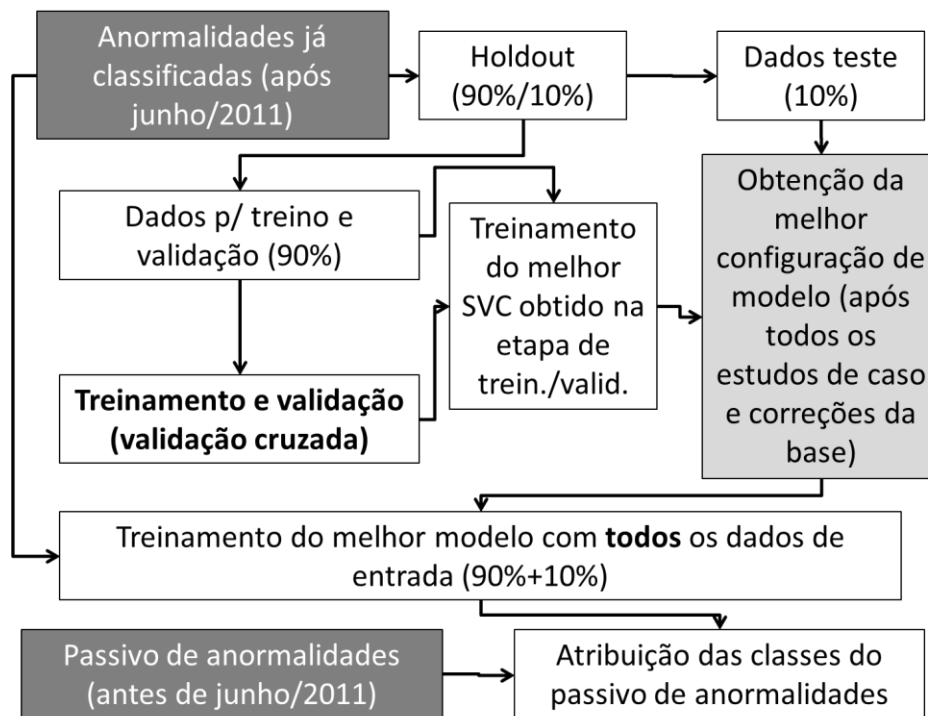 Anormalidades já
classificadas (após
junho/2011)
Holdout
(90%/10%)
Dados teste
(10%)
Dados p/ treino e
validação (90%)
Treinamento
do melhor
SVC obtido na
etapa de
trein./valid.
Obtenção da
melhor
configuração de
modelo (após
todos os
estudos de caso
e correções da
base)
Treinamento e validação
(validação cruzada)
Treinamento do melhor modelo com todos os dados de
entrada (90%+10%)
Passivo de anormalidades
(antes de junho/2011)
Atribuição das classes do
passivo de anormalidades